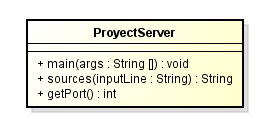 ProyectServer
+ main(args : String []) : void
+ sources(inputLine : String) : String
+ getPort() : int